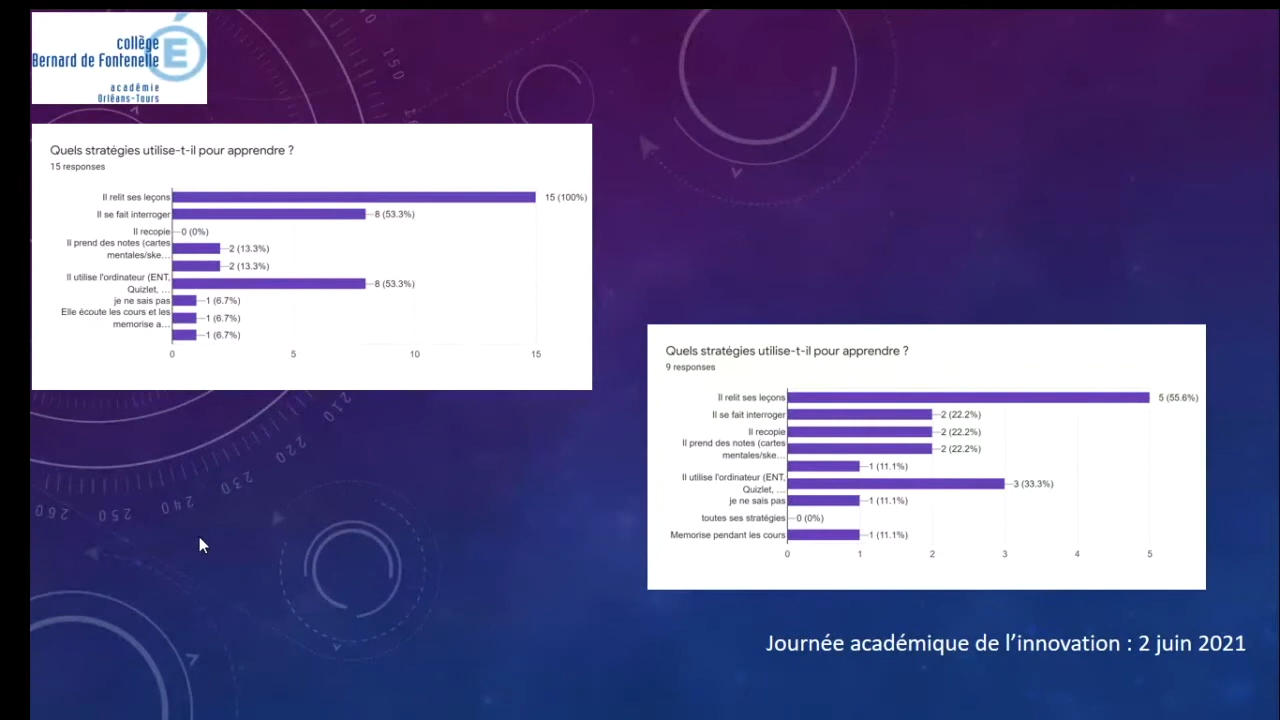 collège
Bernard de Fontenelle
académie
Orléans-Tours
É
150
210
220
230
240
250
260
Quels stratégies utilise-t-il pour apprendre ?
15 responses
Il relit ses leçons
15 (100%)
Il se fait interroger
8 (53.3%)
Il recopie
0 (0%)
Il prend des notes (cartes
mentales/ske…
2 (13.3%)
2 (13.3%)
Il utilise l'ordinateur (ENT,
Quizlet, …
8 (53.3%)
je ne sais pas
1 (6.7%)
Elle écoute les cours et les
memorise a…
1 (6.7%)
1 (6.7%)
0 5 10 15
Quels stratégies utilise-t-il pour apprendre ?
9 responses
Il relit ses leçons
5 (55.6%)
Il se fait interroger
2 (22.2%)
Il recopie
2 (22.2%)
Il prend des notes (cartes
mentales/ske…
2 (22.2%)
1 (11.1%)
Il utilise l'ordinateur (ENT,
Quizlet, …
3 (33.3%)
je ne sais pas
1 (11.1%)
toutes ses stratégies
0 (0%)
Memorise pendant les cours
1 (11.1%)
0 1 2 3 4 5
Journée académique de l'innovation : 2 juin 2021